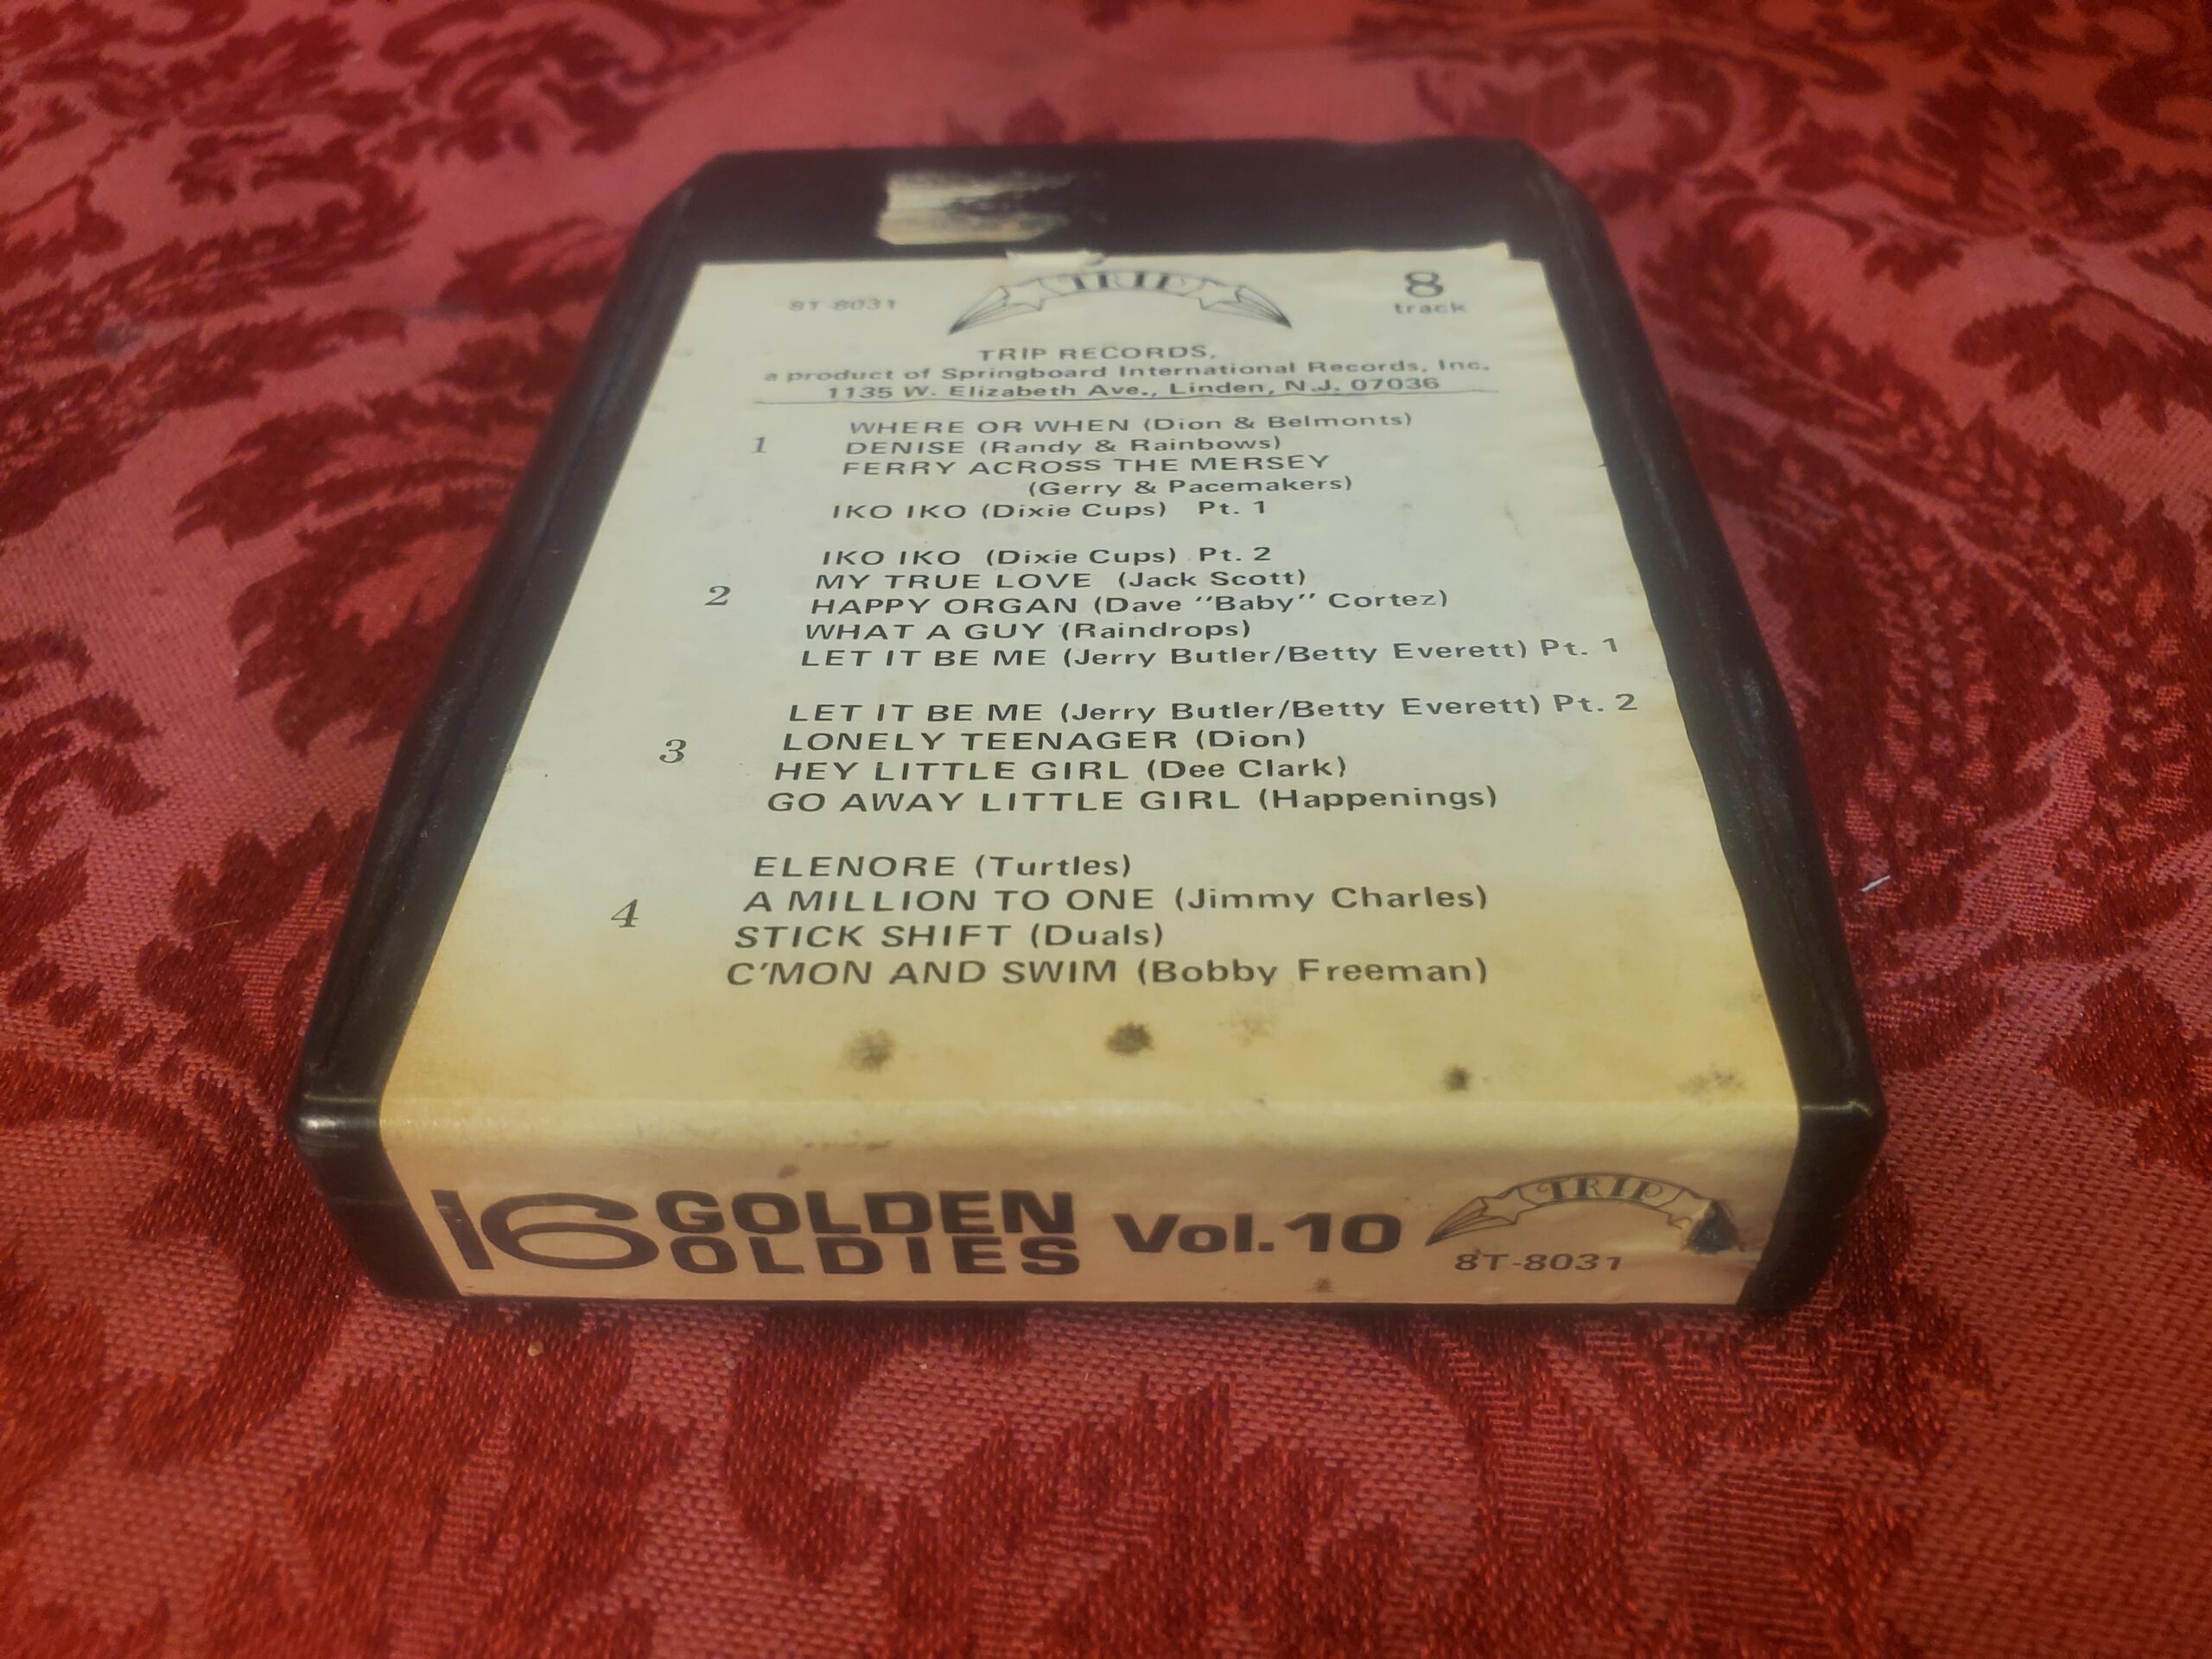 8T-8031
TRIP
8
track
TRIP RECORDS,
a product of Springboard International Records, Inc.
1135 W. Elizabeth Ave., Linden, N.J. 07036
1
WHERE OR WHEN (Dion & Belmonts)
DENISE (Randy & Rainbows)
FERRY ACROSS THE MERSEY
(Gerry & Pacemakers)
IKO IKO (Dixie Cups) Pt. 1
2
IKO IKO (Dixie Cups) Pt. 2
MY TRUE LOVE (Jack Scott)
HAPPY ORGAN (Dave "Baby" Cortez)
WHAT A GUY (Raindrops)
LET IT BE ME (Jerry Butler/Betty Everett) Pt. 1
3
LET IT BE ME (Jerry Butler/Betty Everett) Pt. 2
LONELY TEENAGER (Dion)
HEY LITTLE GIRL (Dee Clark)
GO AWAY LITTLE GIRL (Happenings)
4
ELENORE (Turtles)
A MILLION TO ONE (Jimmy Charles)
STICK SHIFT (Duals)
C'MON AND SWIM (Bobby Freeman)
16 GOLDEN OLDIES Vol.10
TRIP
8T-8031